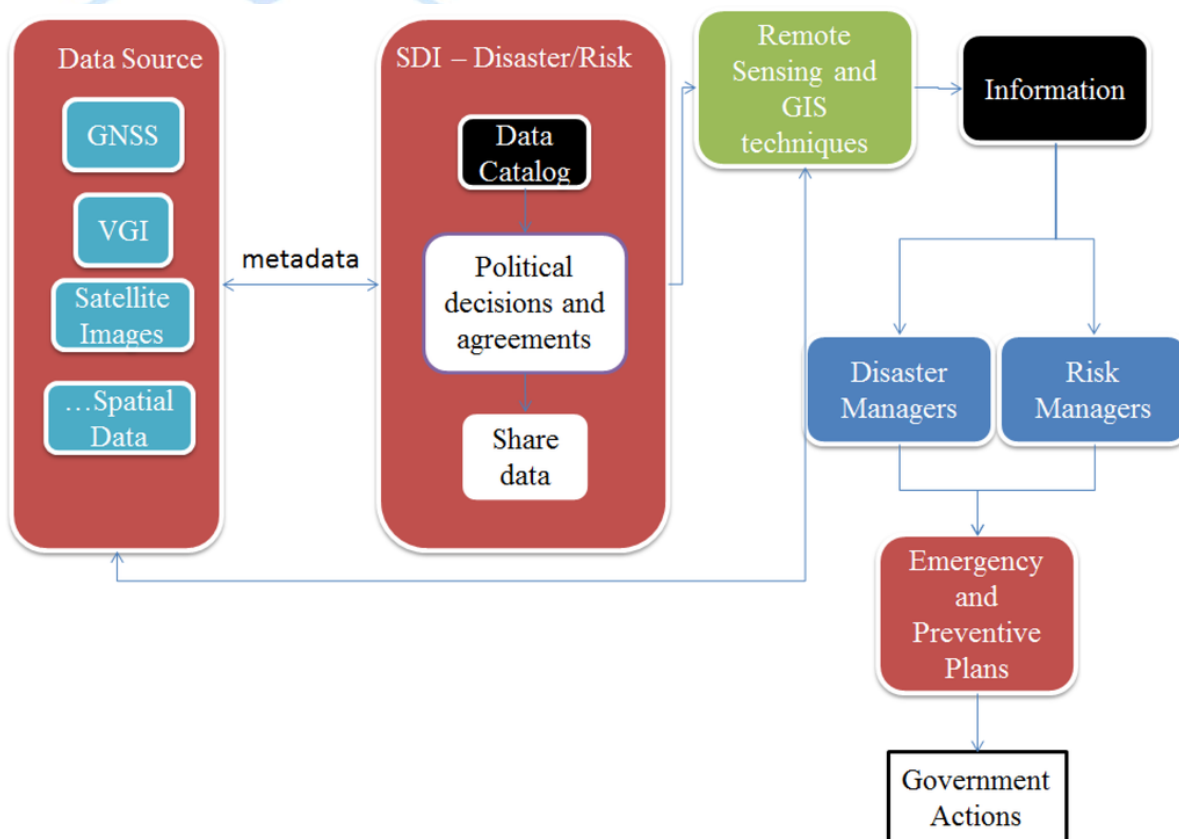 Data Source
GNSS
VGI
Satellite
Images
...Spatial
Data
metadata
SDI – Disaster/Risk
Data
Catalog
Political
decisions and
agreements
Share
data
Remote
Sensing and
GIS
techniques
Information
Disaster
Managers
Risk
Managers
Emergency
and
Preventive
Plans
Government
Actions